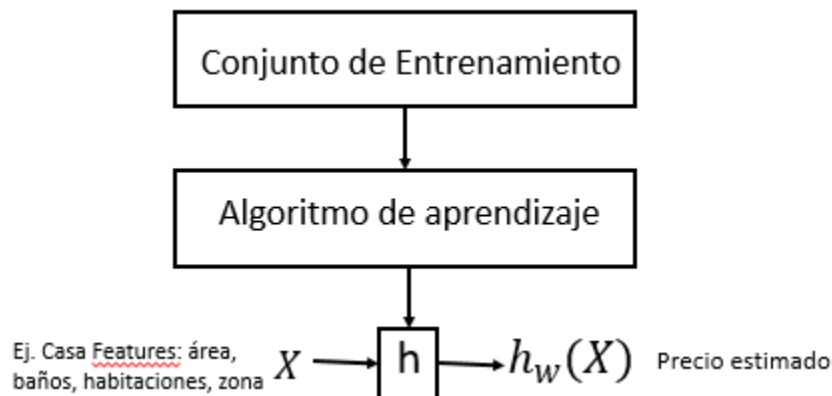 Conjunto de Entrenamiento
Algoritmo de aprendizaje
Ej. Casa Features: área,
baños, habitaciones, zona
X
h
h_w(X)
Precio estimado